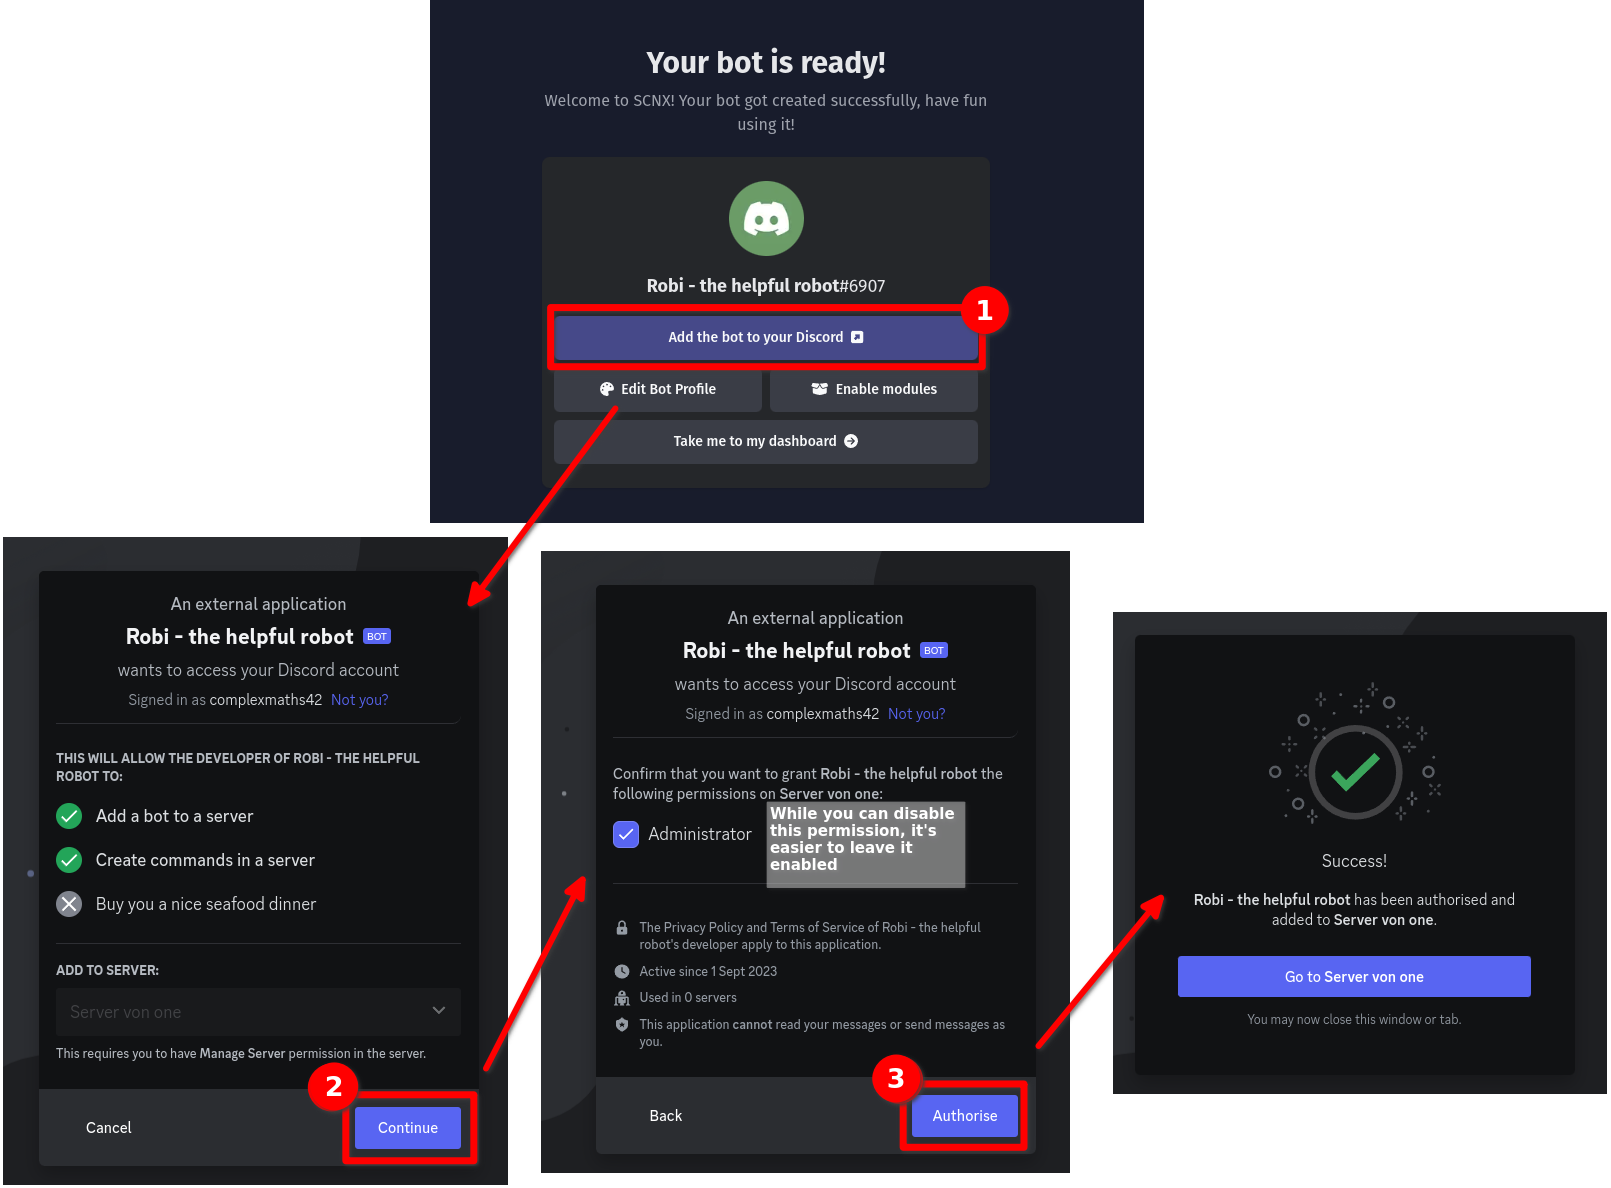 Your bot is ready!
Welcome to SCNX! Your bot got created successfully, have fun
using it!
Robi - the helpful robot#6907
1
Add the bot to your Discord
Edit Bot Profile
Enable modules
Take me to my dashboard
An external application
Robi - the helpful robot BOT
wants to access your Discord account
Signed in as complexmaths42 Not you?
THIS WILL ALLOW THE DEVELOPER OF ROBI - THE HELPFUL
ROBOT TO:
Add a bot to a server
Create commands in a server
Buy you a nice seafood dinner
ADD TO SERVER:
Server von one
This requires you to have Manage Server permission in the server.
2
Cancel
Continue
An external application
Robi - the helpful robot BOT
wants to access your Discord account
Signed in as complexmaths42 Not you?
Confirm that you want to grant Robi - the helpful robot the
following permissions on Server von one:
Administrator
While you can disable
this permission, it's
easier to leave it
enabled
The Privacy Policy and Terms of Service of Robi - the helpful
robot's developer apply to this application.
Active since 1 Sept 2023
Used in 0 servers
This application cannot read your messages or send messages as
you.
3
Back
Authorise
Success!
Robi - the helpful robot has been authorised and
added to Server von one.
Go to Server von one
You may now close this window or tab.